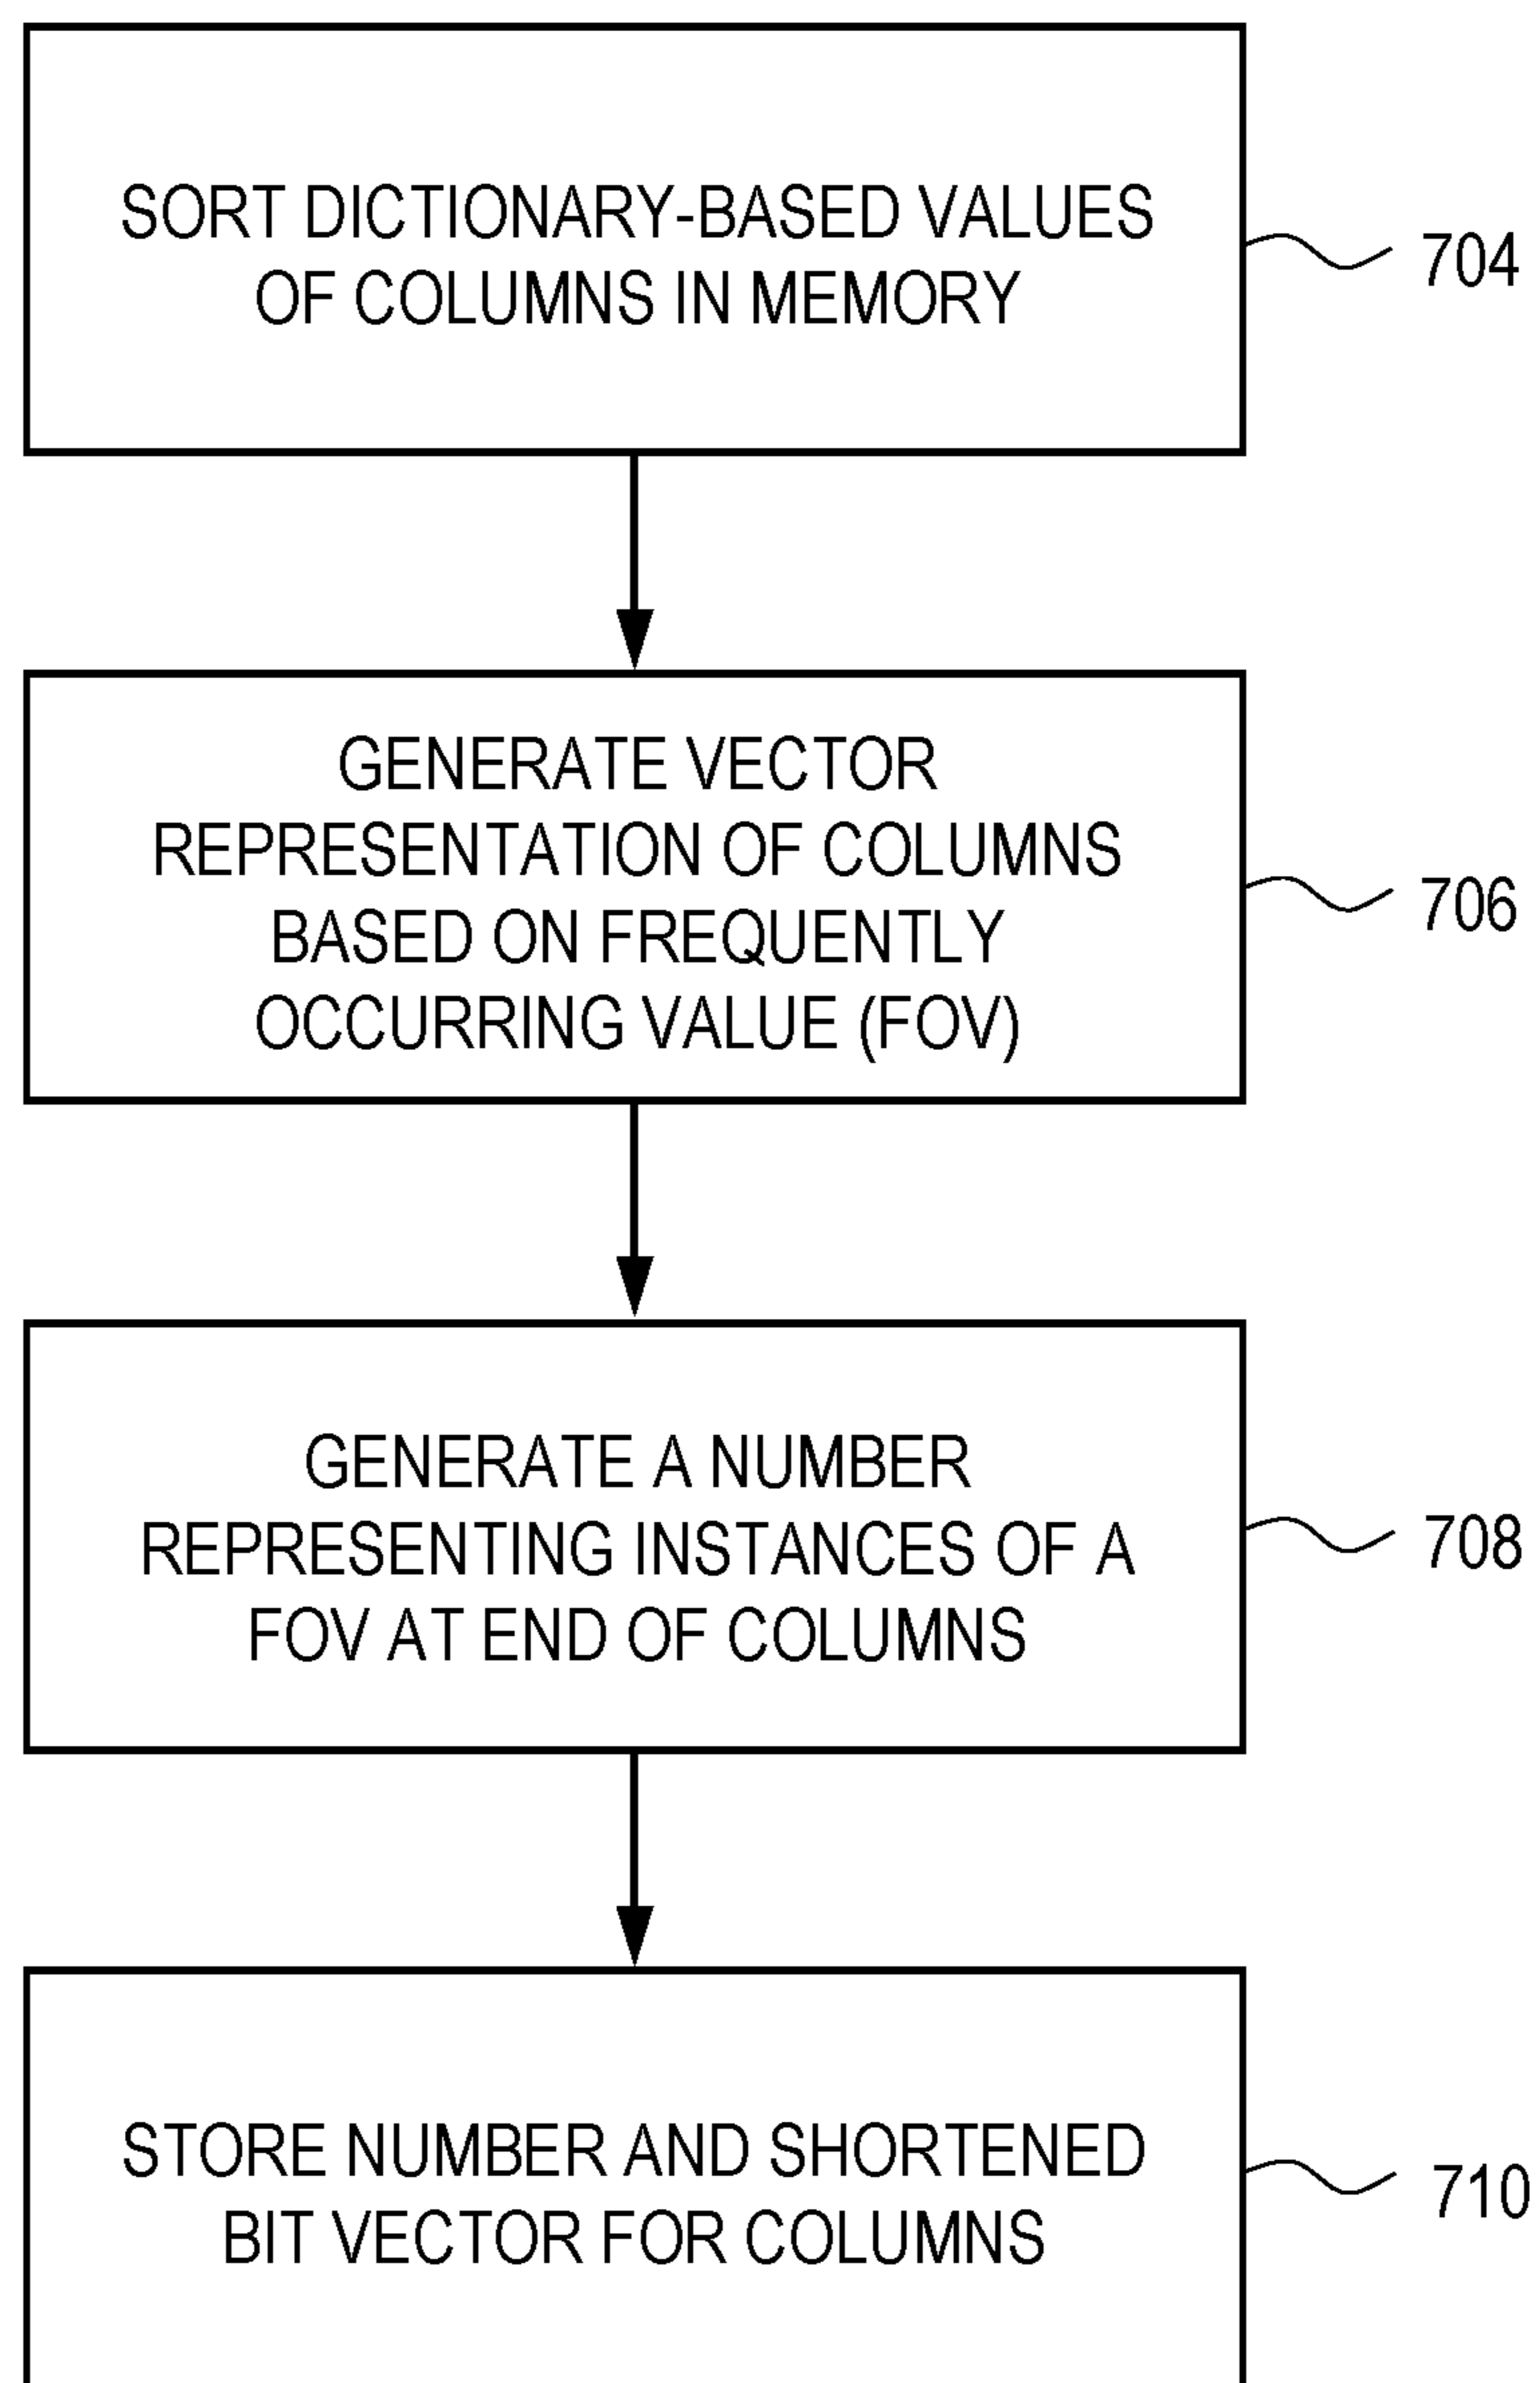 SORT DICTIONARY-BASED VALUES
OF COLUMNS IN MEMORY
704
GENERATE VECTOR
REPRESENTATION OF COLUMNS
BASED ON FREQUENTLY
OCCURRING VALUE (FOV)
706
GENERATE A NUMBER
REPRESENTING INSTANCES OF A
FOV AT END OF COLUMNS
708
STORE NUMBER AND SHORTENED
BIT VECTOR FOR COLUMNS
710